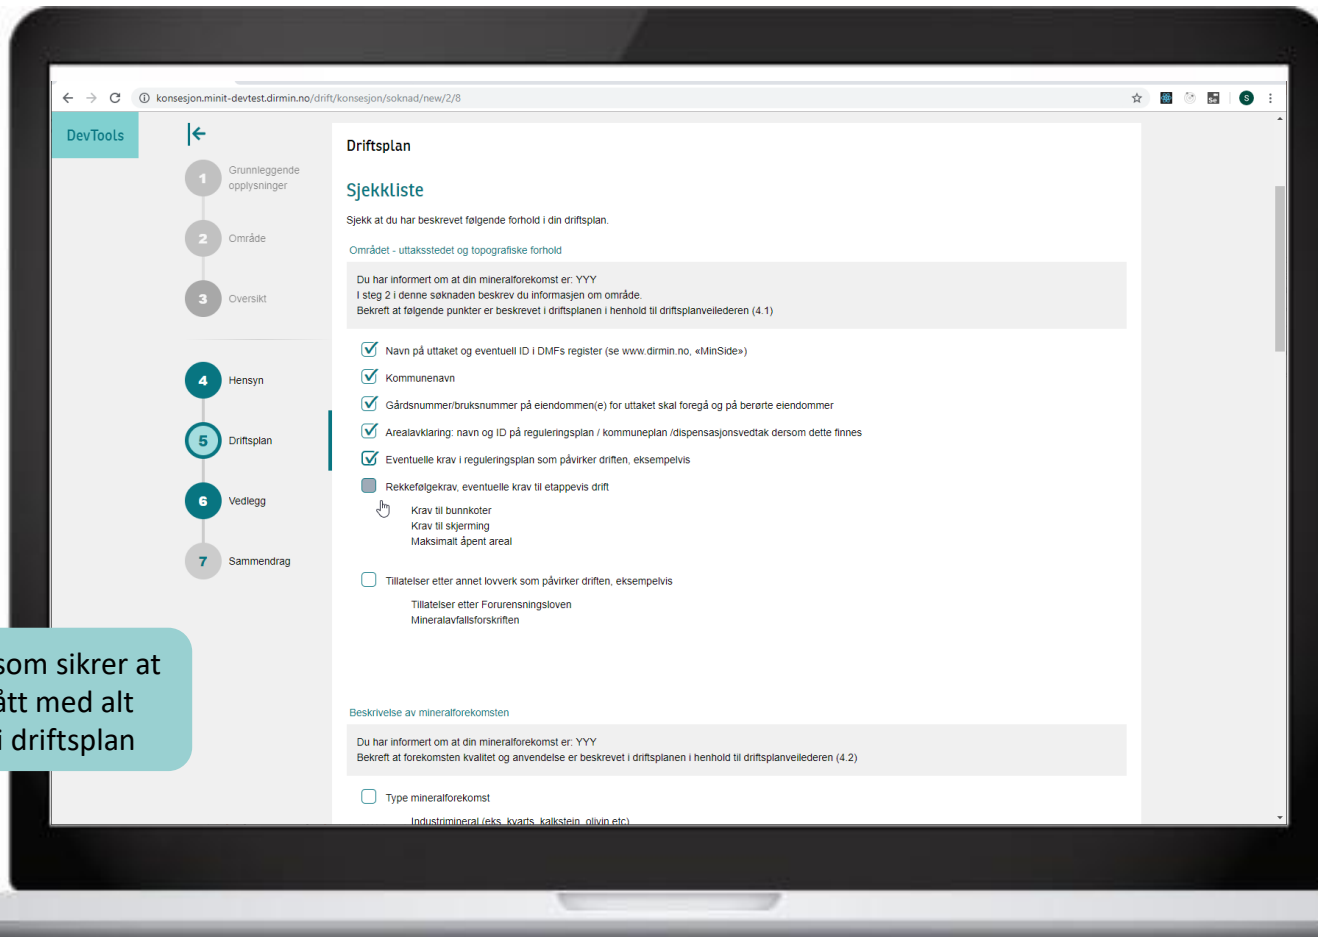 konsesjon.minit-devtest.dirmin.no/drift/konsesjon/soknad/new/2/8
Se
S
DevTools
1
Grunnleggende
opplysninger
2
Område
3
Oversikt
4
Hensyn
5
Driftsplan
6
Vedlegg
7
Sammendrag
Driftsplan
Sjekkliste
Sjekk at du har beskrevet følgende forhold i din driftsplan.
Området - uttaksstedet og topografiske forhold
Du har informert om at din mineralforekomst er: YYY
I steg 2 i denne søknaden beskrev du informasjon om område.
Bekreft at følgende punkter er beskrevet i driftsplanen i henhold til driftsplanveilederen (4.1)
Navn på uttaket og eventuell ID i DMFs register (se www.dirmin.no, «MinSide»)
Kommunenavn
Gårdsnummer/bruksnummer på eiendommen(e) for uttaket skal foregå og på berørte eiendommer
Arealavklaring: navn og ID på reguleringsplan / kommuneplan /dispensasjonsvedtak dersom dette finnes
Eventuelle krav i reguleringsplan som påvirker driften, eksempelvis
Rekkefølgekrav, eventuelle krav til etappevis drift
Krav til bunnkoter
Krav til skjerming
Maksimalt åpent areal
Tillatelser etter annet lovverk som påvirker driften, eksempelvis
Tillatelser etter Forurensningsloven
Mineralavfallsforskriften
Beskrivelse av mineralforekomsten
Du har informert om at din mineralforekomst er: YYY
Bekreft at forekomsten kvalitet og anvendelse er beskrevet i driftsplanen i henhold til driftsplanveilederen (4.2)
Type mineralforekomst
Industrimineral (eks. kvarts, kalkstein, olivin etc)
som sikrer at
ått med alt
i driftsplan